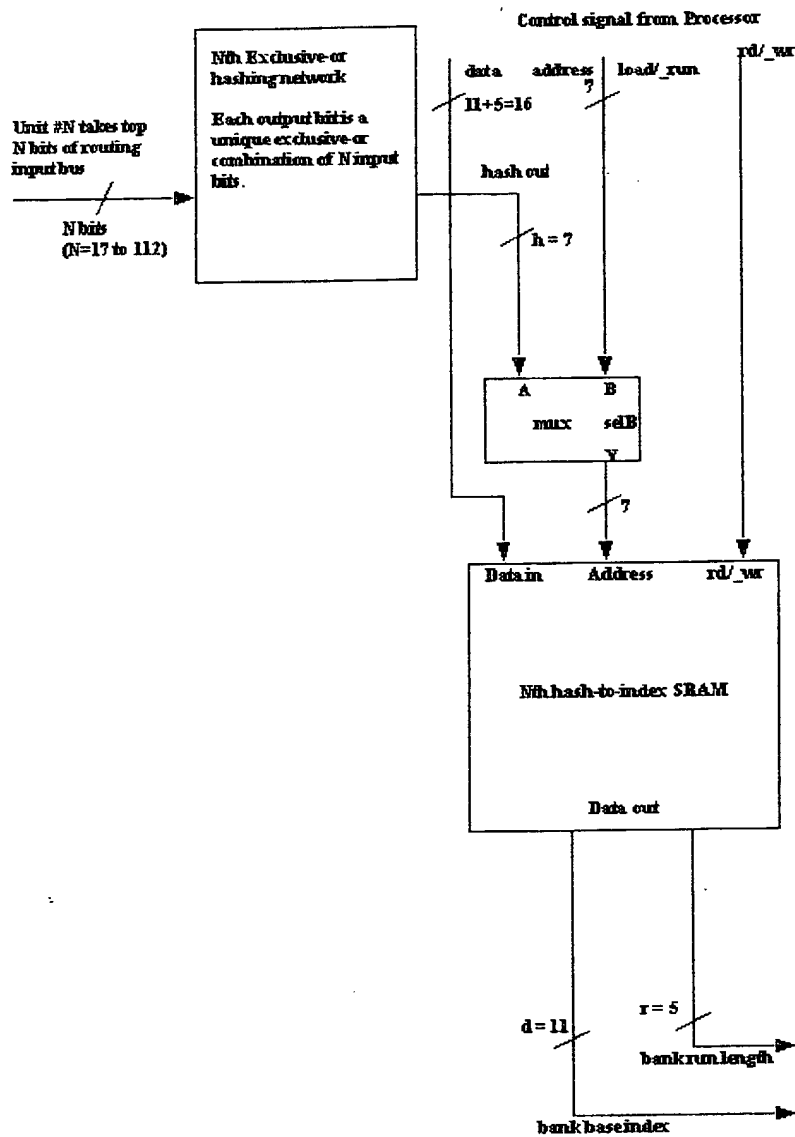 Control signal from Processor
Nth Exclusive-or
hashing network
Each output bit is a
unique exclusive-or
combination of N input
bits.
data
address
load/_run
rd/_wr
7
11+5=16
Unit #N takes top
N bits of routing
input bus
hash out
N bits
(N=17 to 112)
h = 7
A
B
mux
selB
Y
7
Data in
Address
rd/_wr
Nth hash-to-index SRAM
Data out
r = 5
d = 11
bank run length
bank base index